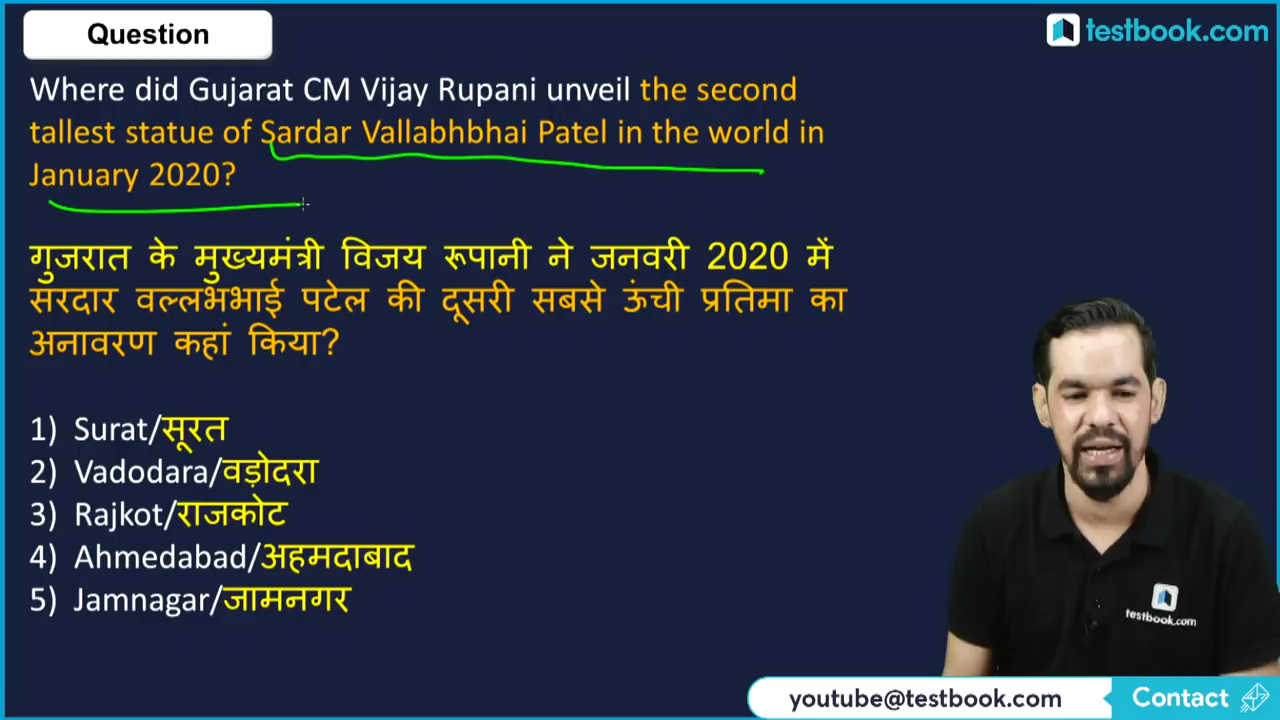 Question
testbook.com
Where did Gujarat CM Vijay Rupani unveil the second
tallest statue of Sardar Vallabhbhai Patel in the world in
January 2020?
गुजरात के मुख्यमंत्री विजय रूपानी ने जनवरी 2020 में
सरदार वल्लभभाई पटेल की दूसरी सबसे ऊंची प्रतिमा का
अनावरण कहां किया?
1) Surat/सूरत
2) Vadodara/वड़ोदरा
3) Rajkot/राजकोट
4) Ahmedabad/अहमदाबाद
5) Jamnagar/जामनगर
testbook.com
youtube@testbook.com Contact